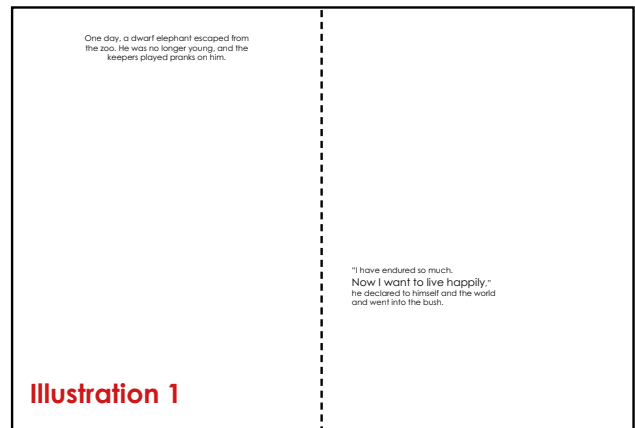 One day, a dwarf elephant escaped from
the zoo. He was no longer young, and the
keepers played pranks on him.
"I have endured so much.
Now I want to live happily,"
he declared to himself and the world
and went into the bush.
Illustration 1